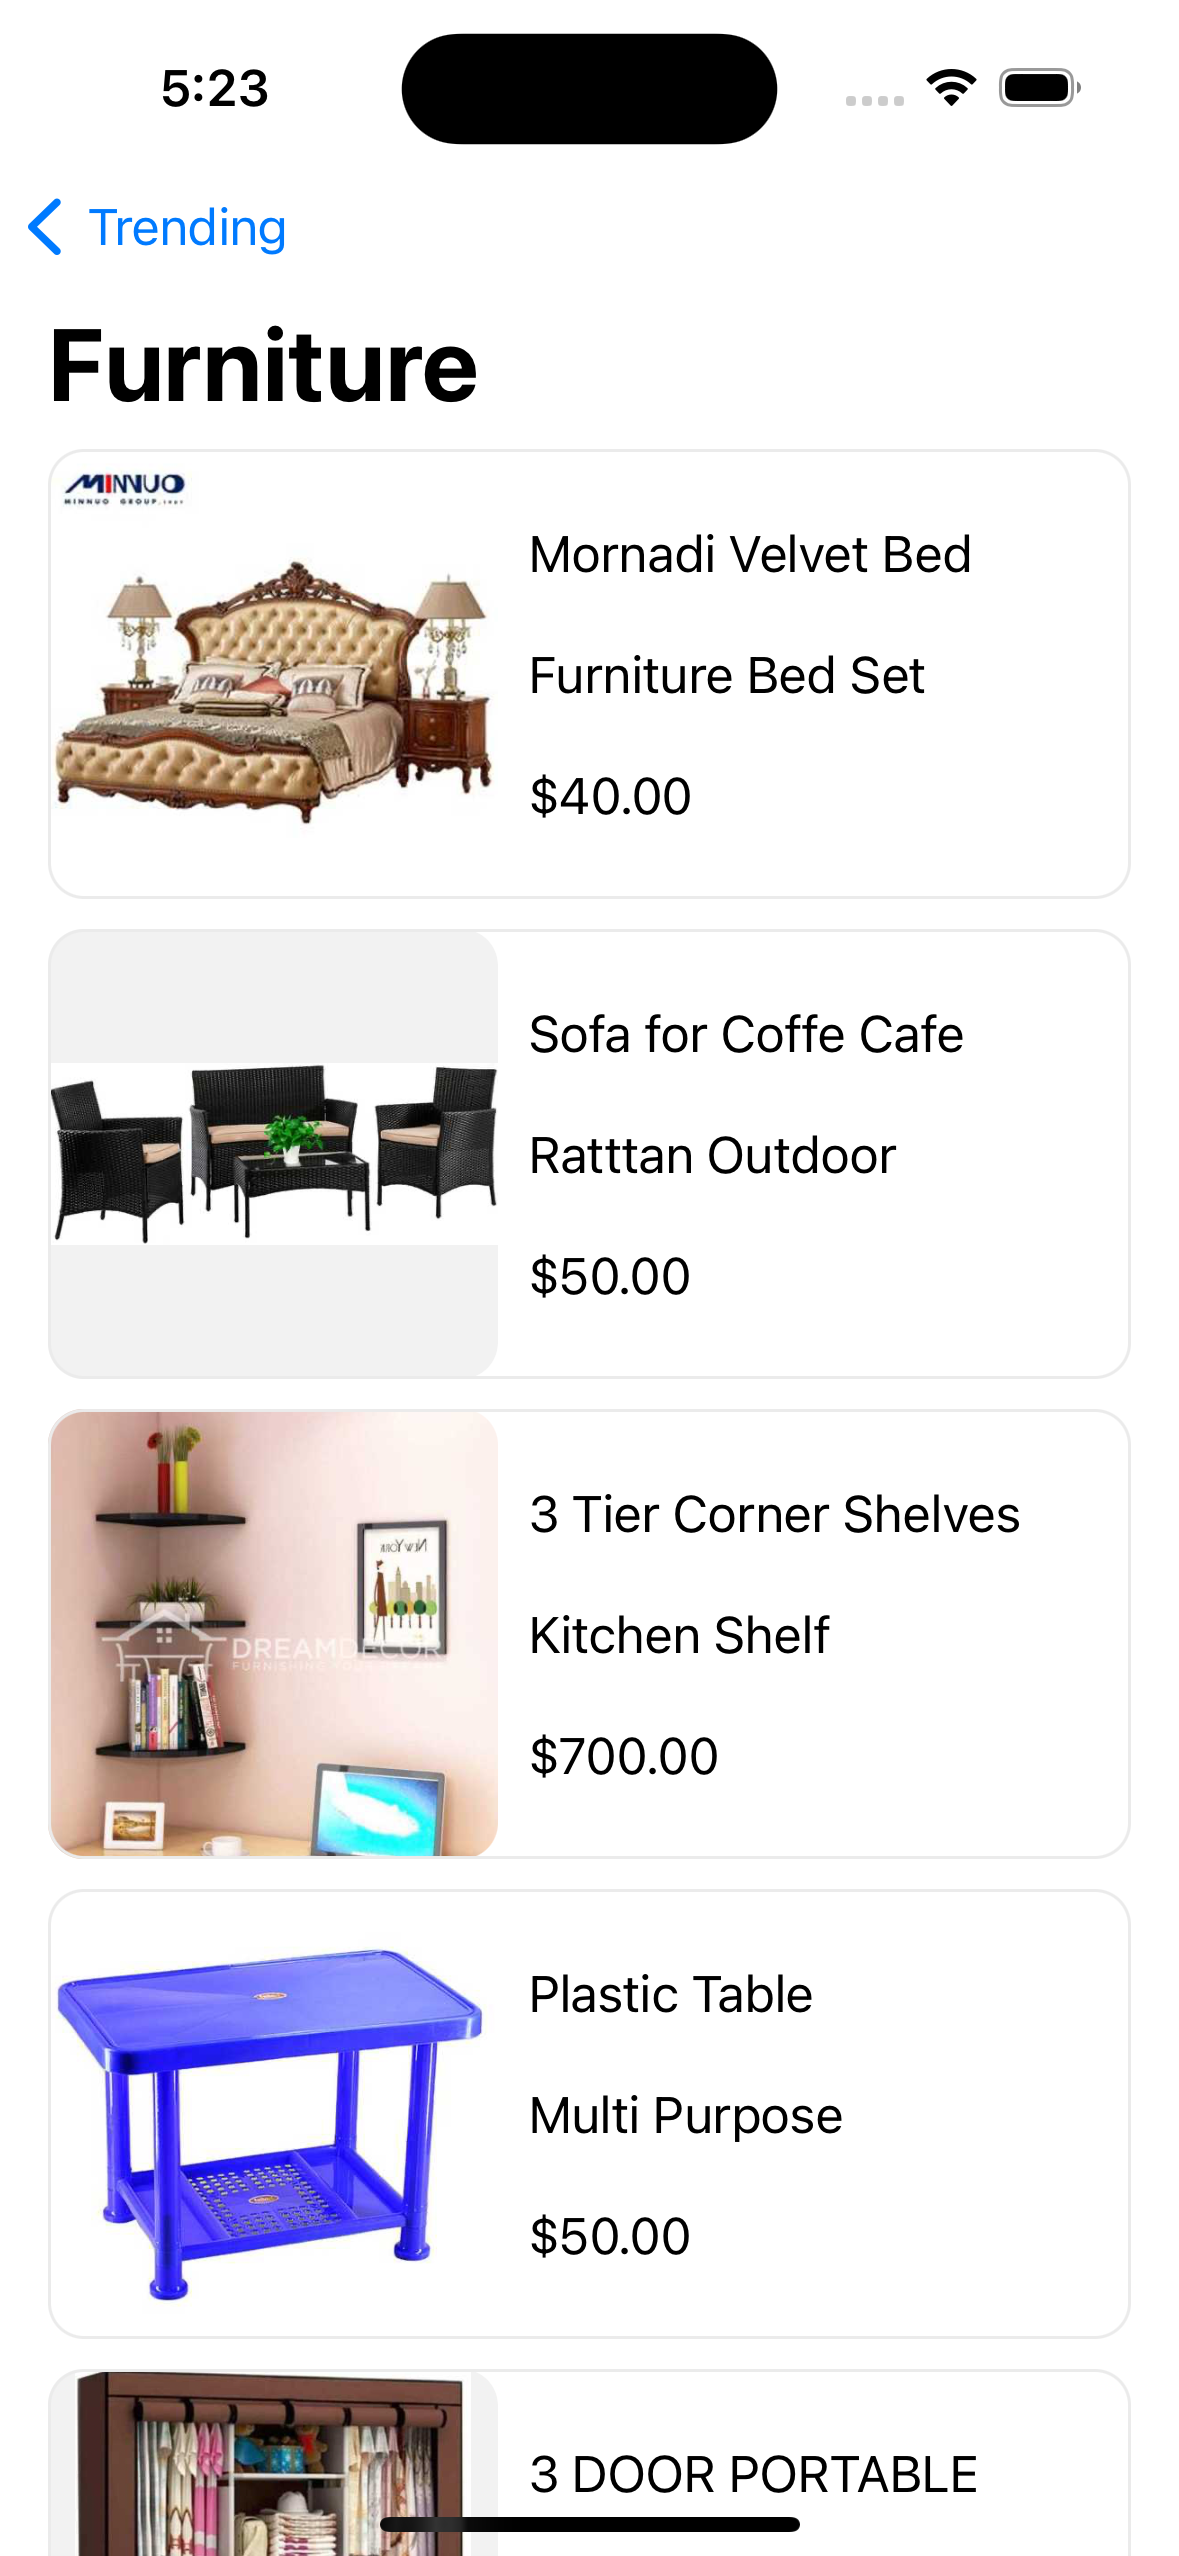 5:23
Trending
Furniture
MINNUO
MINNUO GROUP
Mornadi Velvet Bed
Furniture Bed Set
$40.00
Sofa for Coffe Cafe
Ratttan Outdoor
$50.00
NEW YORK
DREAMDECOR
3 Tier Corner Shelves
Kitchen Shelf
$700.00
Plastic Table
Multi Purpose
$50.00
3 DOOR PORTABLE